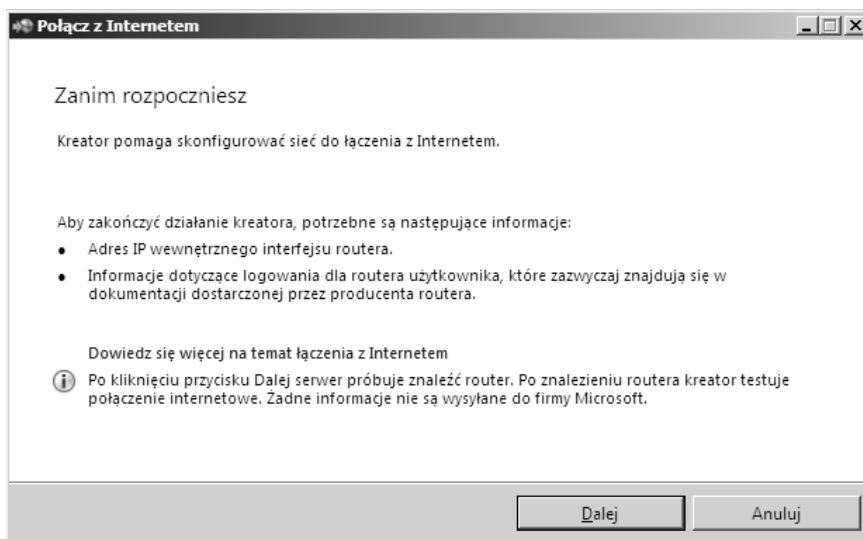 Połącz z Internetem
Zanim rozpoczniesz
Kreator pomaga skonfigurować sieć do łączenia z Internetem.
Aby zakończyć działanie kreatora, potrzebne są następujące informacje:
• Adres IP wewnętrznego interfejsu routera.
• Informacje dotyczące logowania dla routera użytkownika, które zazwyczaj znajdują się w
dokumentacji dostarczonej przez producenta routera.
Dowiedz się więcej na temat łączenia z Internetem
Po kliknięciu przycisku Dalej serwer próbuje znaleźć router. Po znalezieniu routera kreator testuje
połączenie internetowe. Żadne informacje nie są wysyłane do firmy Microsoft.
Dalej
Anuluj